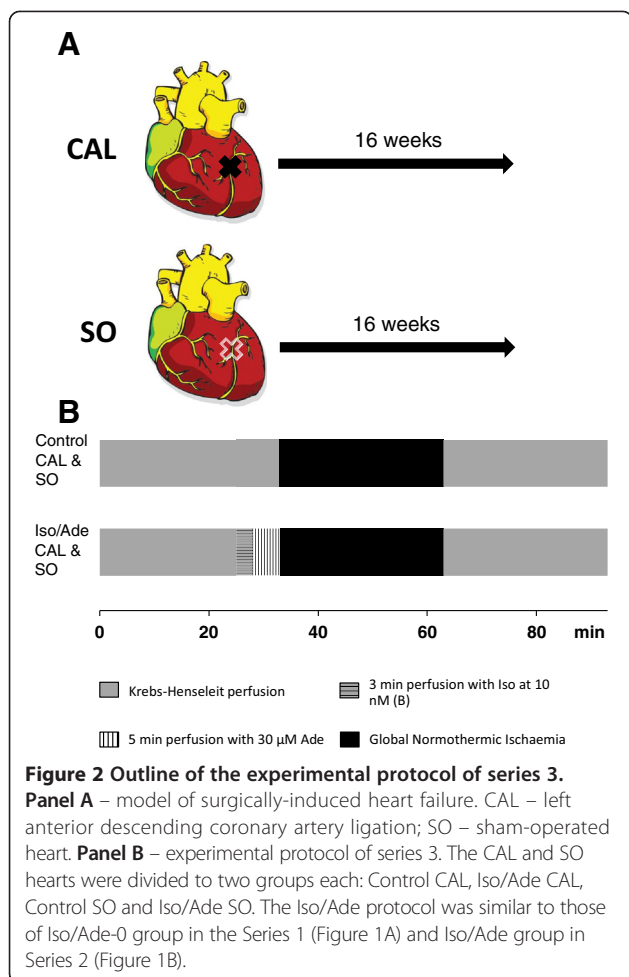 A
CAL
16 weeks
SO
16 weeks
B
Control
CAL &
SO
Iso/Ade
CAL &
SO
0 20 40 60 80 min
Krebs-Henseleit perfusion
3 min perfusion with Iso at 10
nM (B)
5 min perfusion with 30 µM Ade
Global Normothermic Ischaemia
Figure 2 Outline of the experimental protocol of series 3.
Panel A – model of surgically-induced heart failure. CAL – left
anterior descending coronary artery ligation; SO – sham-operated
heart. Panel B – experimental protocol of series 3. The CAL and SO
hearts were divided to two groups each: Control CAL, Iso/Ade CAL,
Control SO and Iso/Ade SO. The Iso/Ade protocol was similar to those
of Iso/Ade-0 group in the Series 1 (Figure 1A) and Iso/Ade group in
Series 2 (Figure 1B).